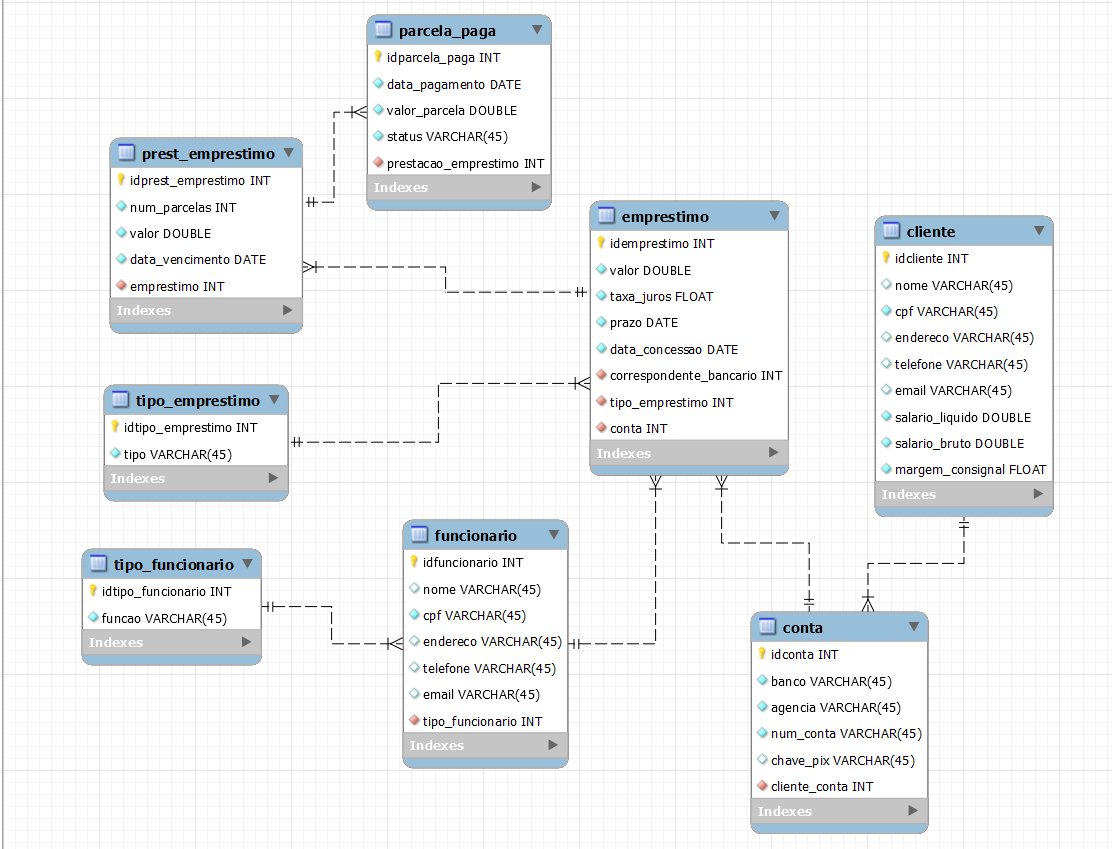 parcela_paga
idparcela_paga INT
data_pagamento DATE
valor_parcela DOUBLE
status VARCHAR(45)
prestacao_emprestimo INT
Indexes
prest_emprestimo
idprest_emprestimo INT
num_parcelas INT
valor DOUBLE
data_vencimento DATE
emprestimo INT
Indexes
emprestimo
idemprestimo INT
valor DOUBLE
taxa_juros FLOAT
prazo DATE
data_concessao DATE
correspondente_bancario INT
tipo_emprestimo INT
conta INT
Indexes
cliente
idcliente INT
nome VARCHAR(45)
cpf VARCHAR(45)
endereco VARCHAR(45)
telefone VARCHAR(45)
email VARCHAR(45)
salario_liquido DOUBLE
salario_bruto DOUBLE
margem_consignal FLOAT
Indexes
tipo_emprestimo
idtipo_emprestimo INT
tipo VARCHAR(45)
Indexes
tipo_funcionario
idtipo_funcionario INT
funcao VARCHAR(45)
Indexes
funcionario
idfuncionario INT
nome VARCHAR(45)
cpf VARCHAR(45)
endereco VARCHAR(45)
telefone VARCHAR(45)
email VARCHAR(45)
tipo_funcionario INT
Indexes
conta
idconta INT
banco VARCHAR(45)
agencia VARCHAR(45)
num_conta VARCHAR(45)
chave_pix VARCHAR(45)
cliente_conta INT
Indexes